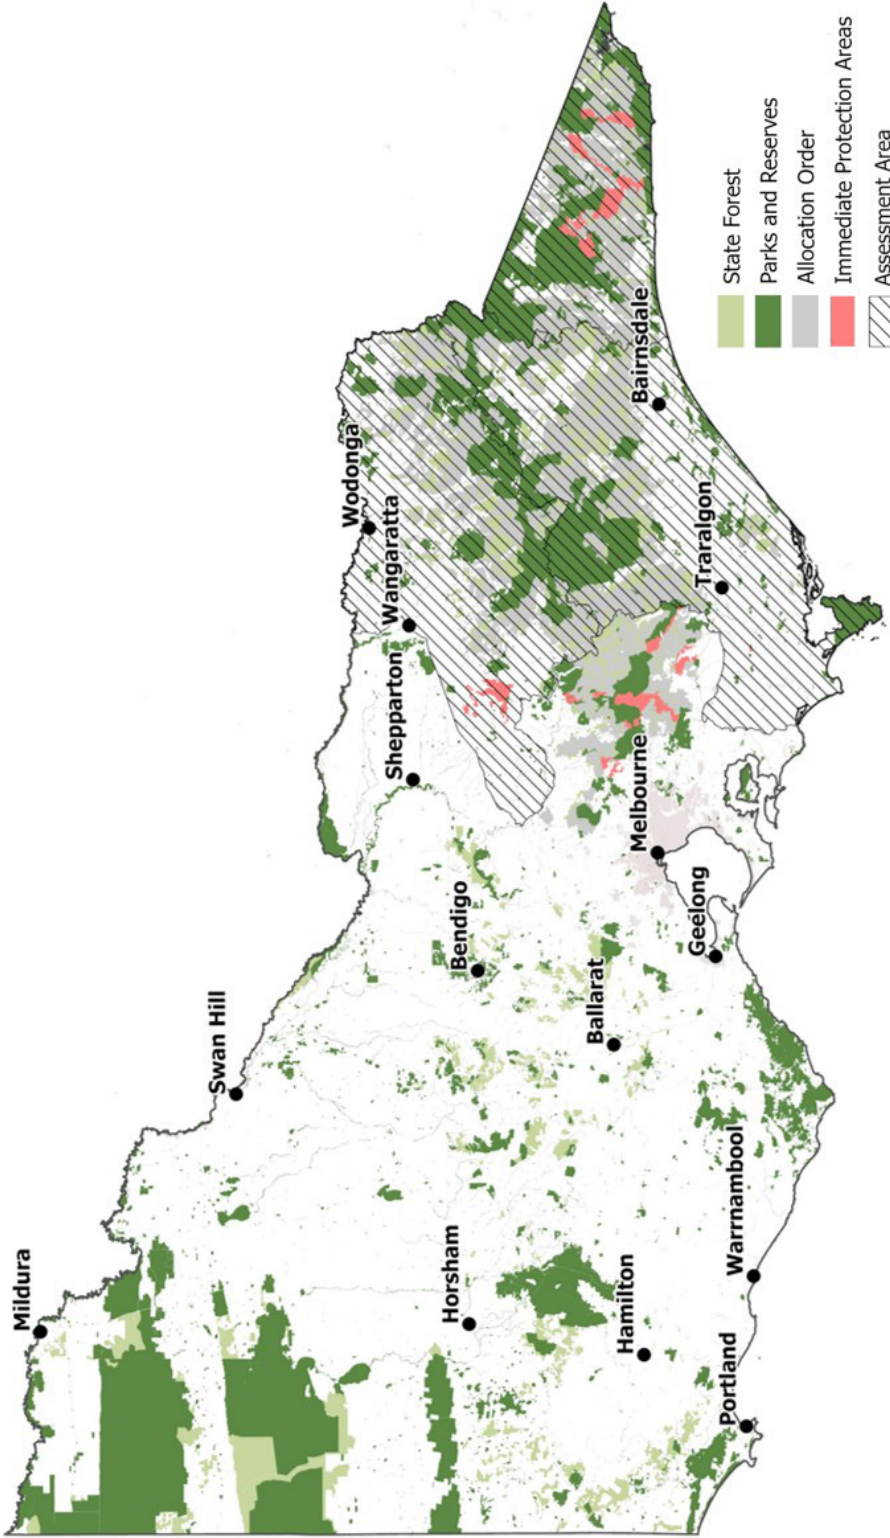 Mildura
Swan Hill
Wodonga
Wangaratta
Shepparton
Horsham
Bendigo
Ballarat
Hamilton
Melbourne
Bairnsdale
Geelong
Traralgon
Portland
Warrnambool
State Forest
Parks and Reserves
Allocation Order
Immediate Protection Areas
Assessment Area